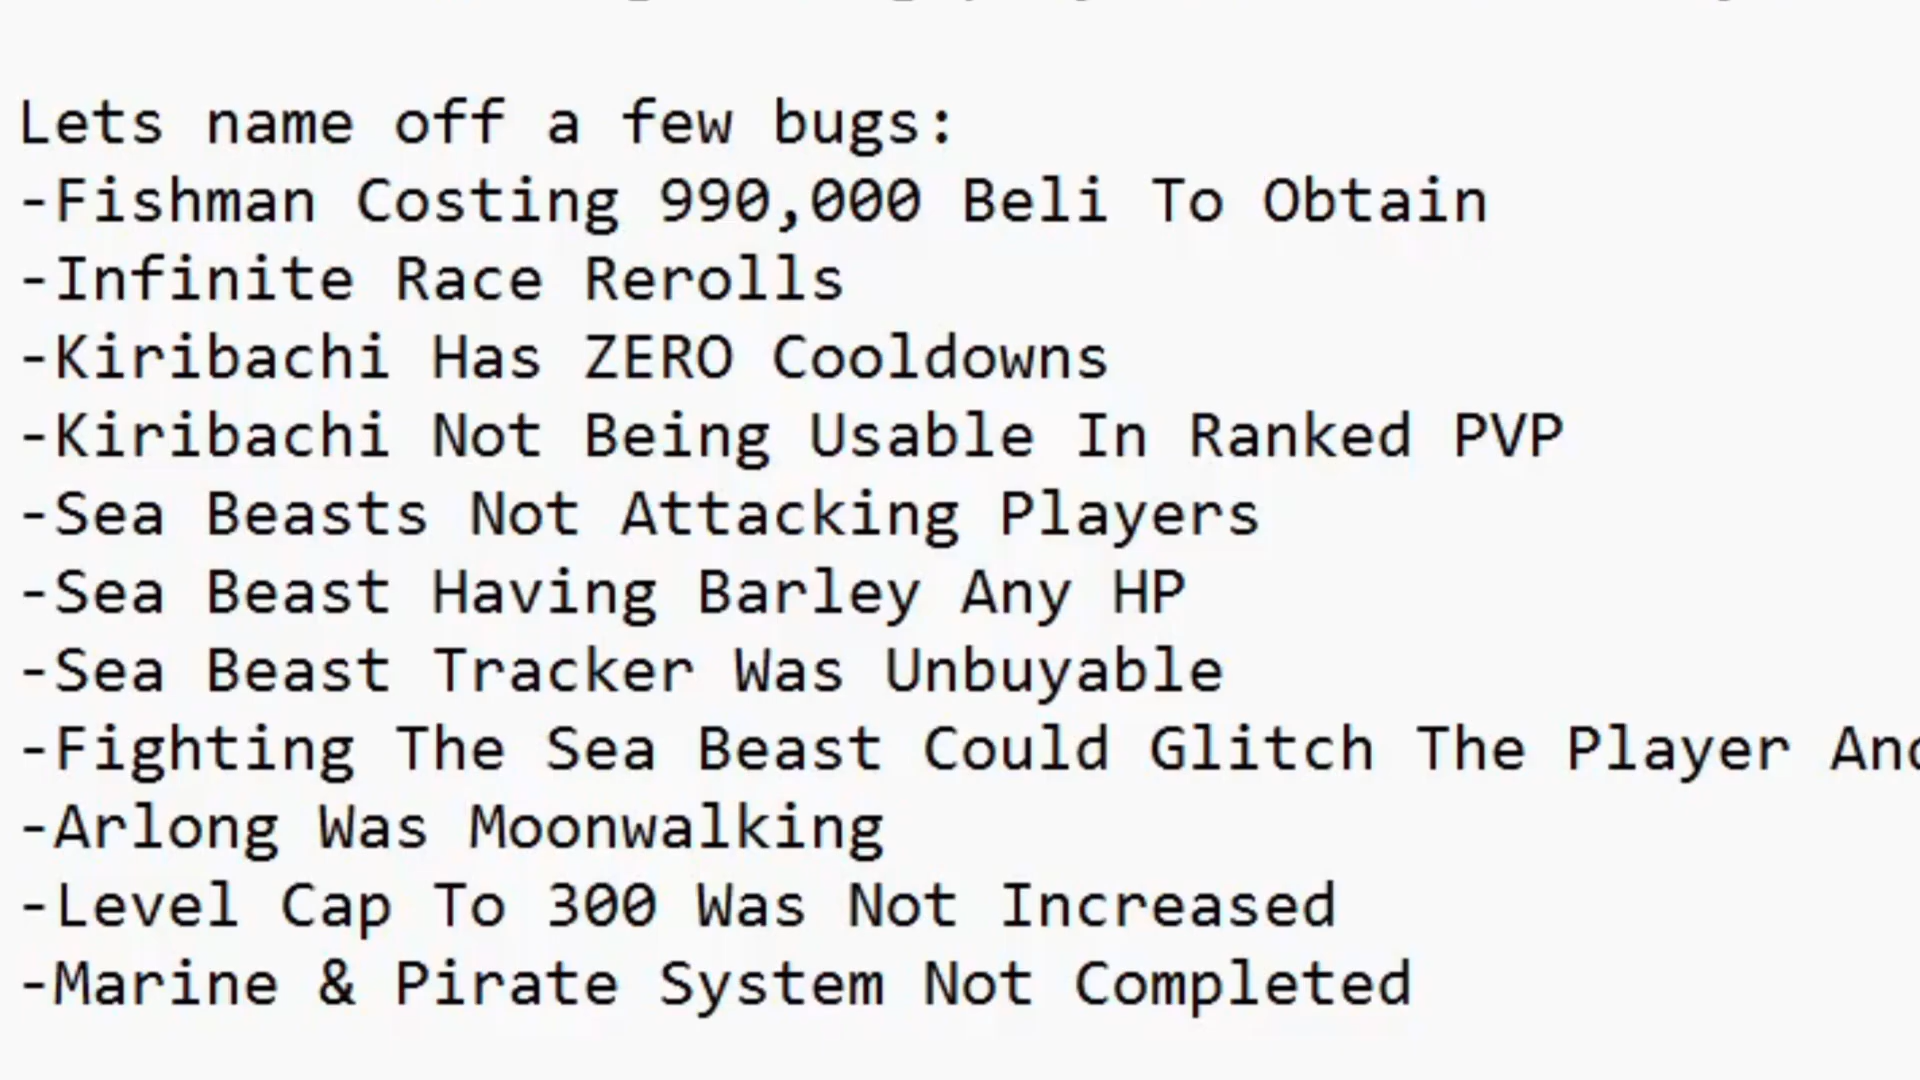 Lets name off a few bugs:
-Fishman Costing 990,000 Beli To Obtain
-Infinite Race Rerolls
-Kiribachi Has ZERO Cooldowns
-Kiribachi Not Being Usable In Ranked PVP
-Sea Beasts Not Attacking Players
-Sea Beast Having Barley Any HP
-Sea Beast Tracker Was Unbuyable
-Fighting The Sea Beast Could Glitch The Player
-Arlong Was Moonwalking
-Level Cap To 300 Was Not Increased
-Marine & Pirate System Not Completed